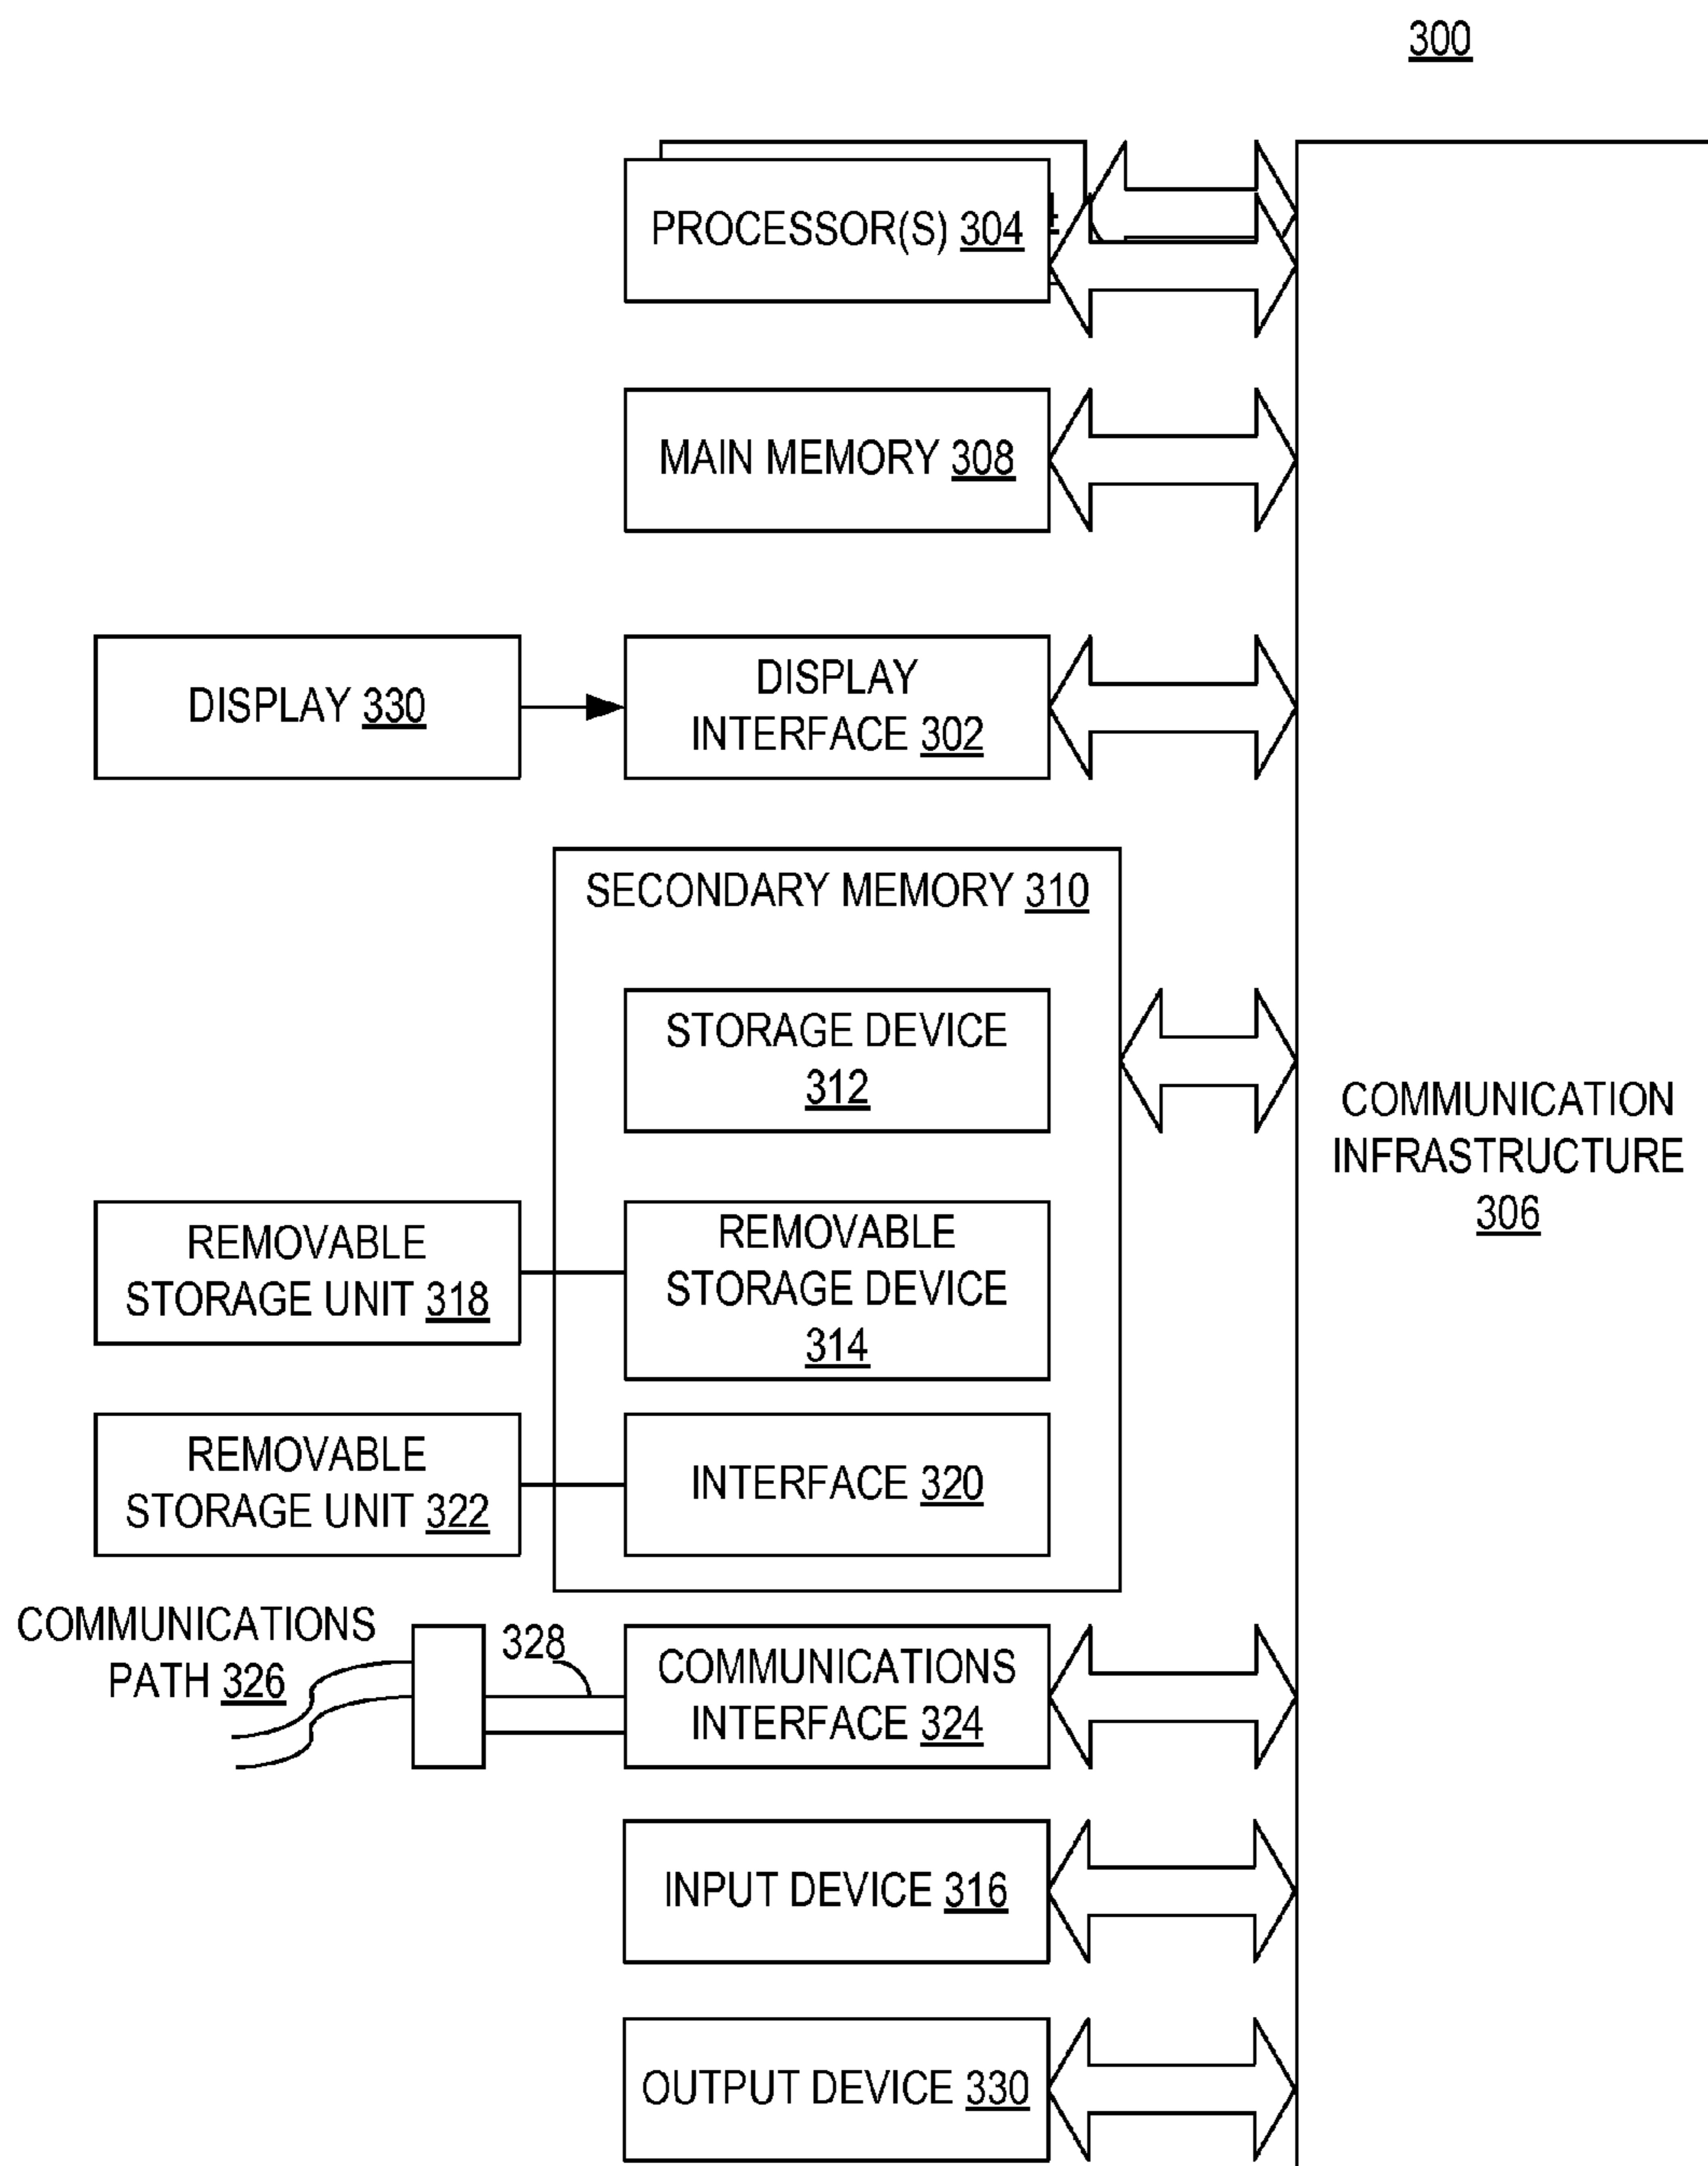 300
PROCESSOR(S) 304
MAIN MEMORY 308
DISPLAY 330
DISPLAY
INTERFACE 302
SECONDARY MEMORY 310
STORAGE DEVICE
312
COMMUNICATION
INFRASTRUCTURE
306
REMOVABLE
STORAGE UNIT 318
REMOVABLE
STORAGE DEVICE
314
REMOVABLE
STORAGE UNIT 322
INTERFACE 320
COMMUNICATIONS
PATH 326
328
COMMUNICATIONS
INTERFACE 324
INPUT DEVICE 316
OUTPUT DEVICE 330